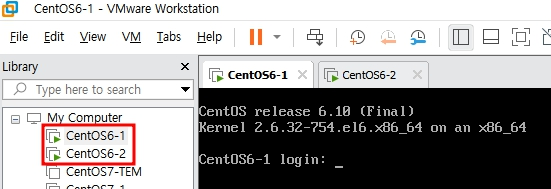 CentOS6-1 - VMware Workstation
File Edit View VM Tabs Help
Library
CentOS6-1
CentOS6-2
Type here to search
My Computer
CentOS6-1
CentOS6-2
CentOS7-TEM
CentOS7-1
CentOS release 6.10 (Final)
Kernel 2.6.32-754.el6.x86_64 on an x86_64
CentOS6-1 login: _